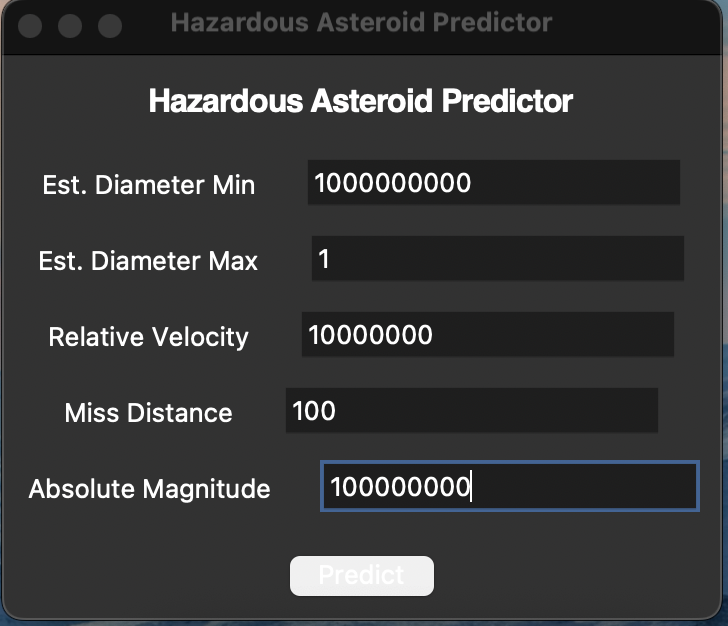 Hazardous Asteroid Predictor
Hazardous Asteroid Predictor
Est. Diameter Min 1000000000
Est. Diameter Max 1
Relative Velocity 10000000
Miss Distance 100
Absolute Magnitude 100000000
Predict